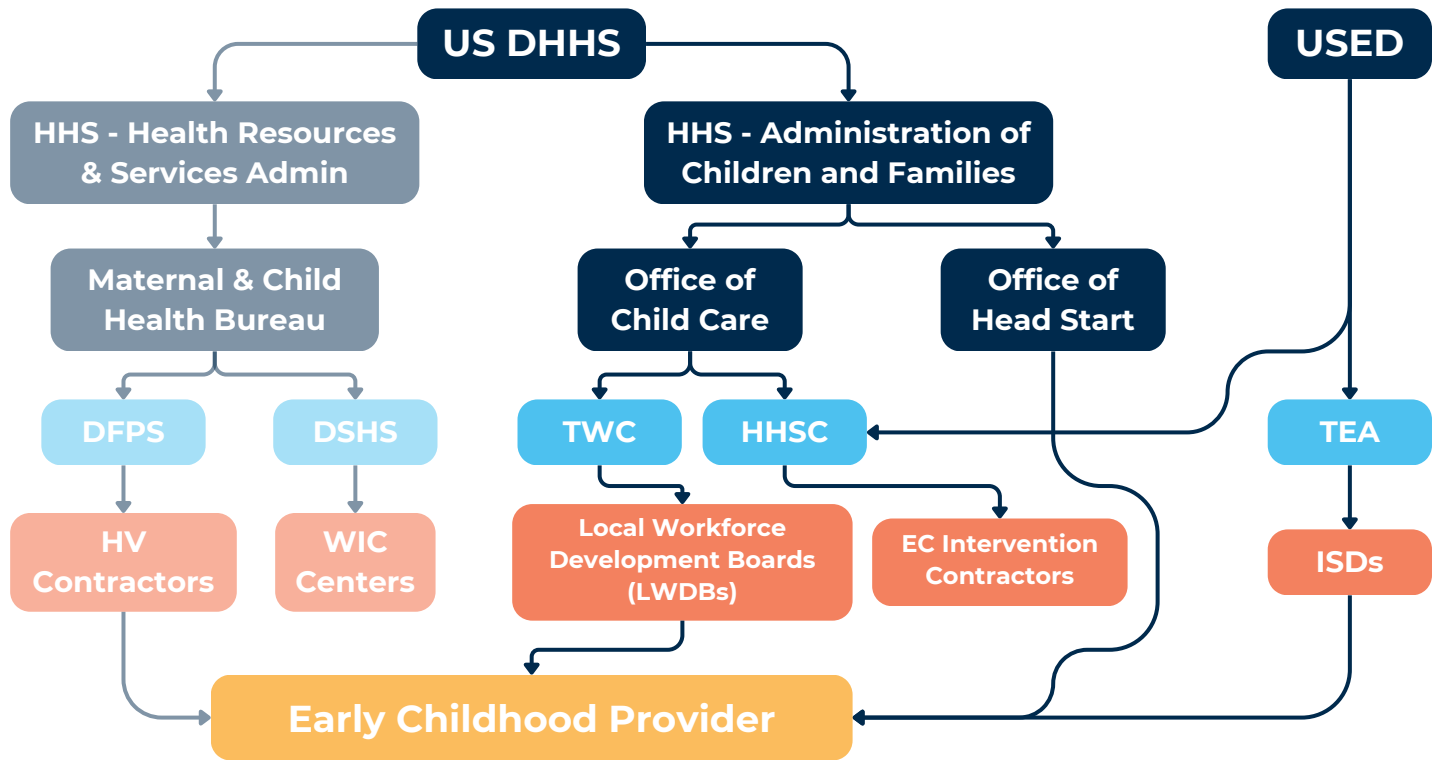 US DHHS
USED
HHS - Health Resources
& Services Admin
HHS - Administration of
Children and Families
Maternal & Child
Health Bureau
Office of
Child Care
Office of
Head Start
DFPS
DSHS
TWC
HHSC
TEA
HV
Contractors
WIC
Centers
Local Workforce
Development Boards
(LWDBs)
EC Intervention
Contractors
ISDs
Early Childhood Provider